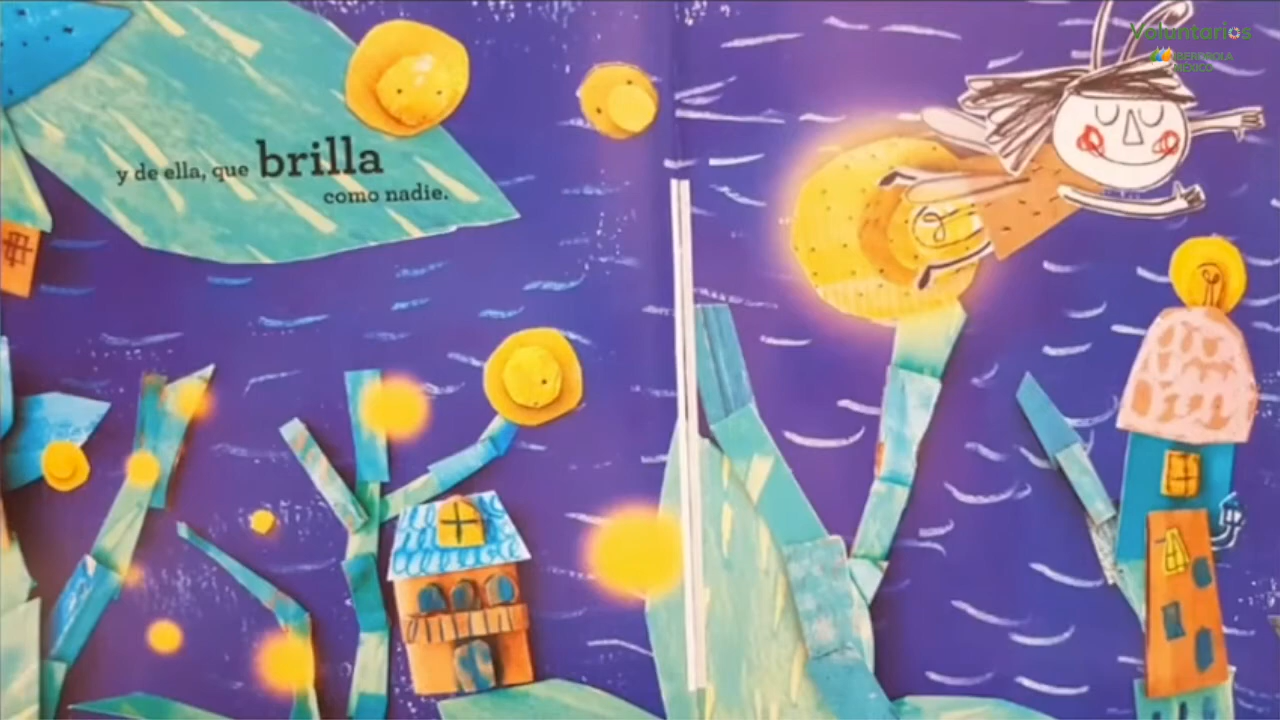 y de ella, que brilla
como nadie.
Voluntarios
IBERDROLA
MÉXICO